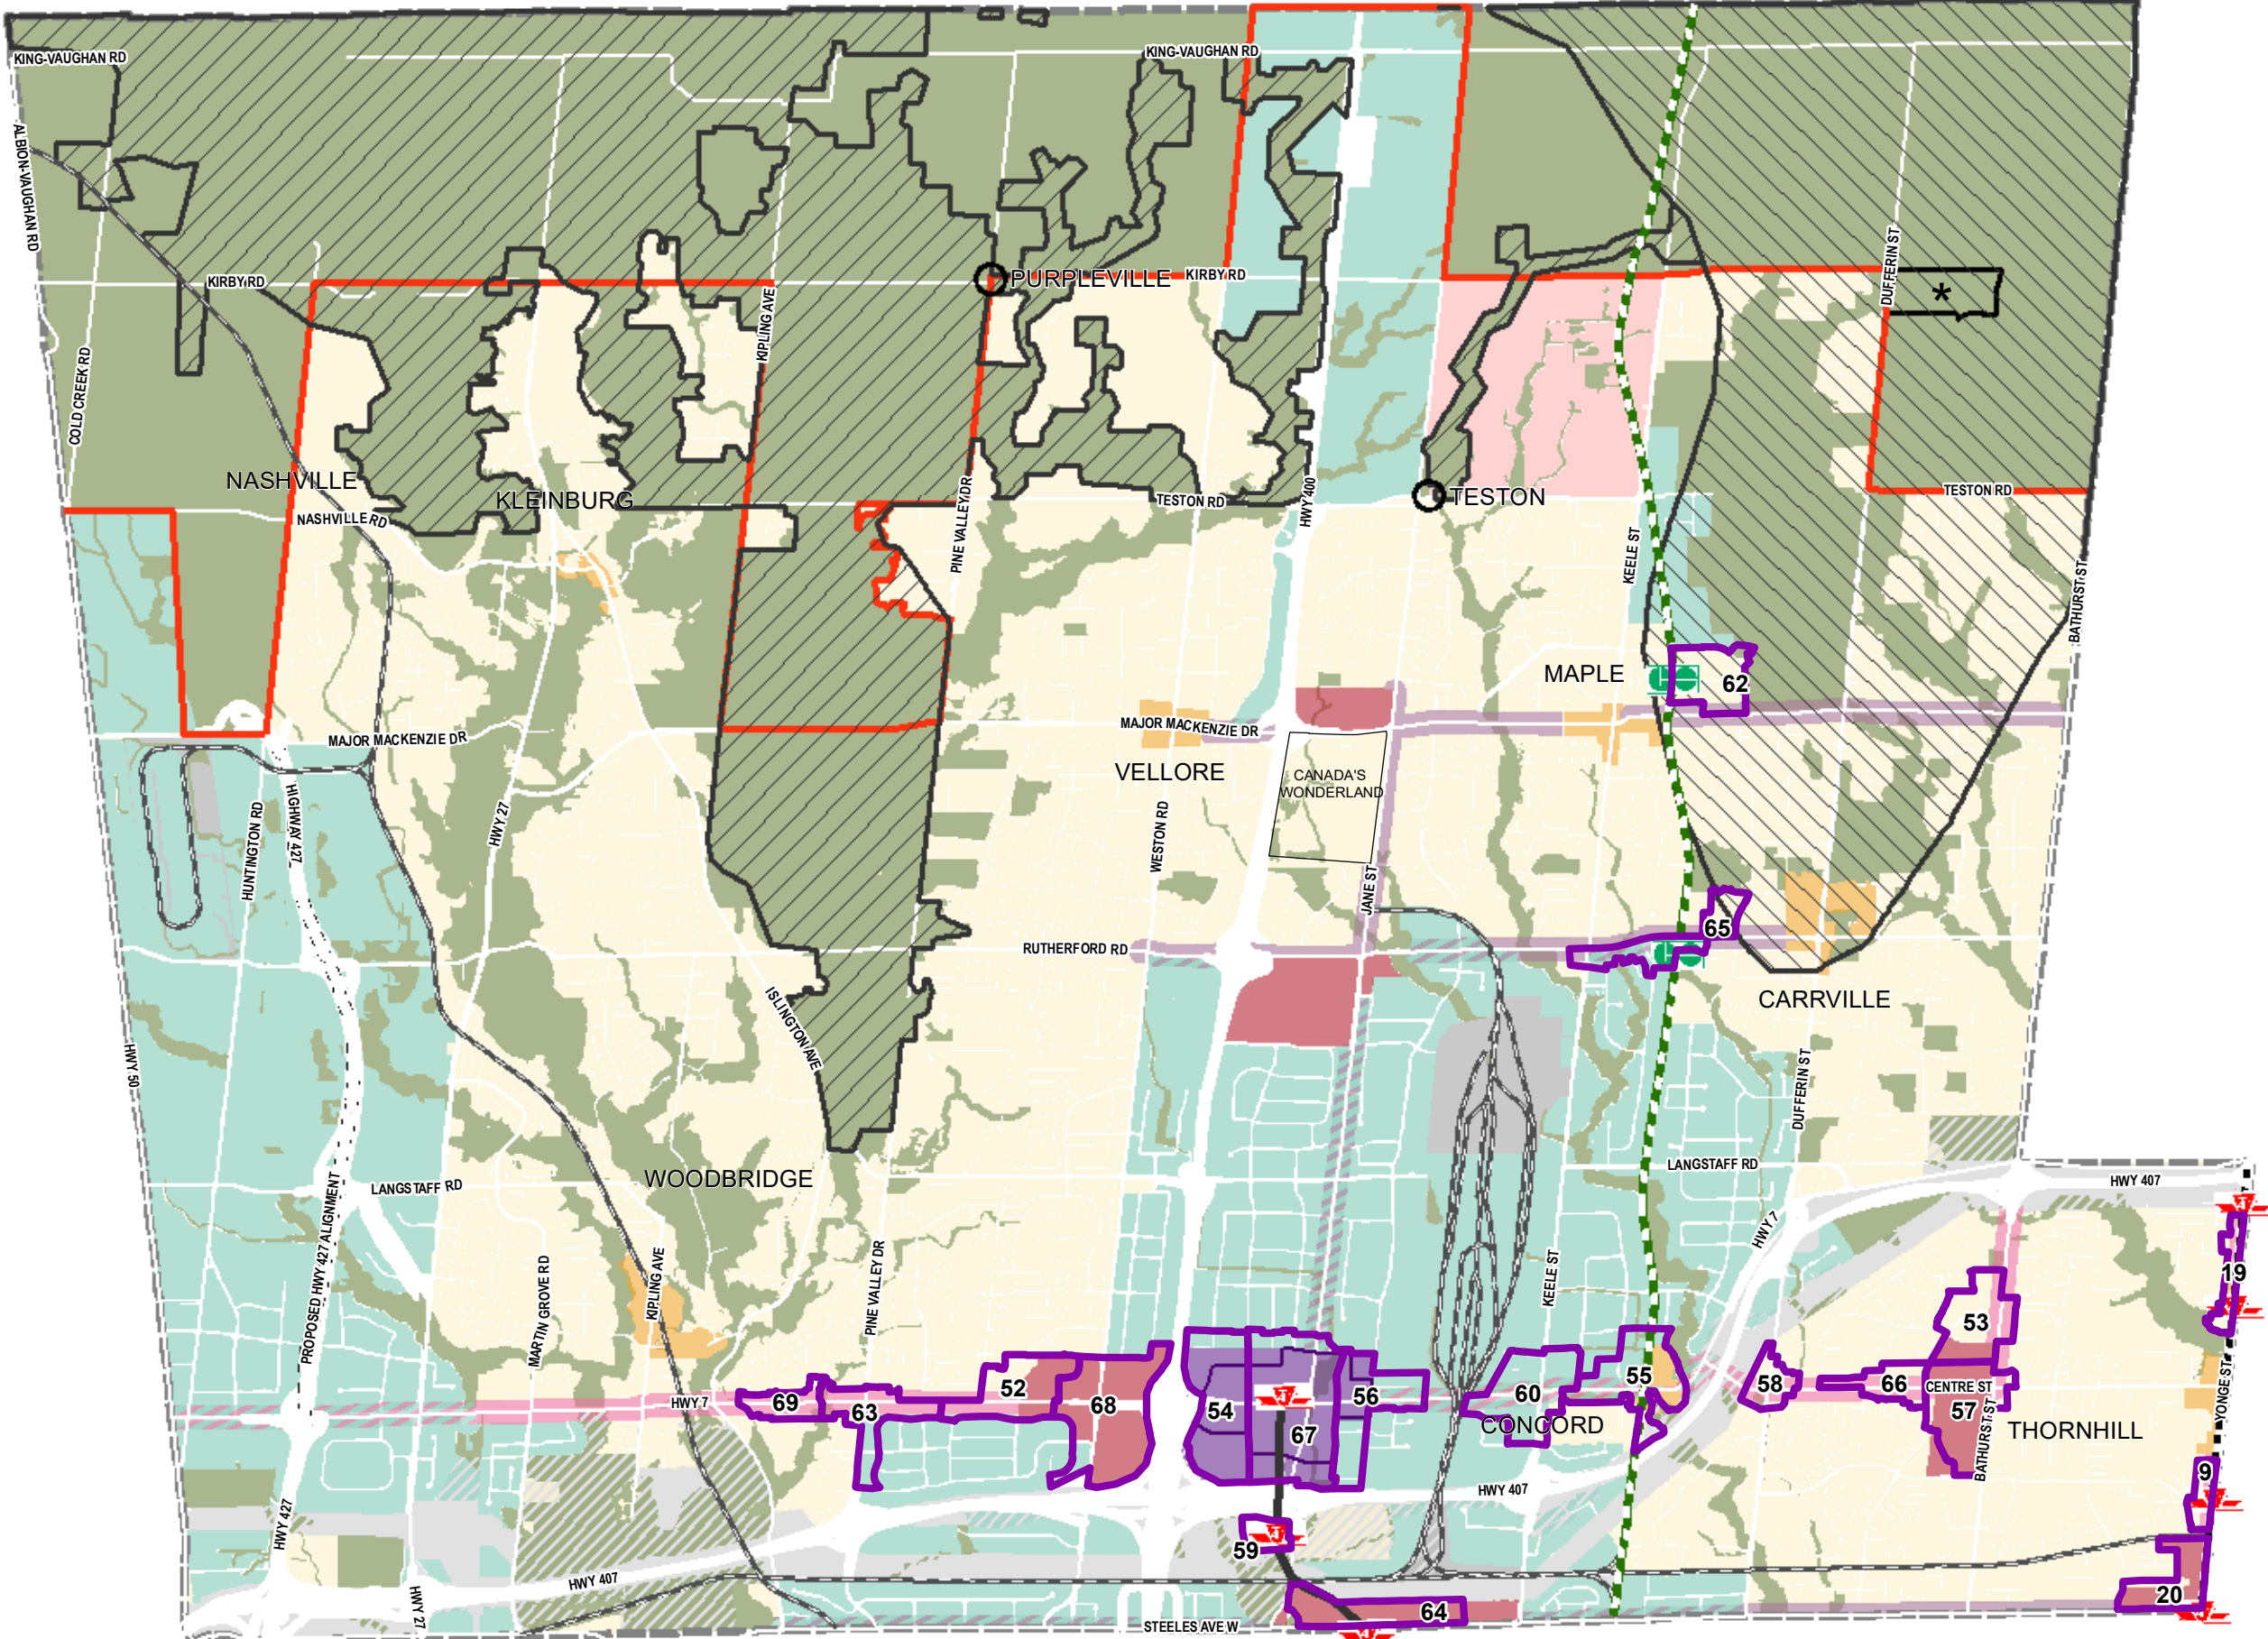 KING-VAUGHAN RD
KING-VAUGHAN RD
ALBION-VAUGHAN RD
DUFFERIN ST
KIRBY RD
PURPLEVILLE
KIRBY RD
*
KIPLING AVE
COLD CREEK RD
NASHVILLE
KLEINBURG
NASHVILLE RD
PINE VALLEY DR
TESTON RD
HWY 400
TESTON
TESTON RD
KEELE ST
BATHURST ST
MAPLE
62
MAJOR MACKENZIE DR
MAJOR MACKENZIE DR
VELLORE
CANADA'S
WONDERLAND
HUNTINGTON RD
HIGHWAY 427
HWY 27
WESTON RD
JANE ST
65
RUTHERFORD RD
ISLINGTON AVE
CARRVILLE
HWY 50
DUFFERIN ST
LANGSTAFF RD
WOODBRIDGE
LANGSTAFF RD
HWY 407
PROPOSED HWY 427 ALIGNMENT
HWY 7
MARTIN GROVE RD
KIPLING AVE
PINE VALLEY DR
KEELE ST
19
53
52
69
63
68
54
67
56
60
55
58
66
CENTRE ST
57
HWY 7
CONCORD
BATHURST ST
THORNHILL
YONGE ST
9
HWY 427
HWY 407
59
HWY 407
HWY 27
64
20
STEELES AVE W